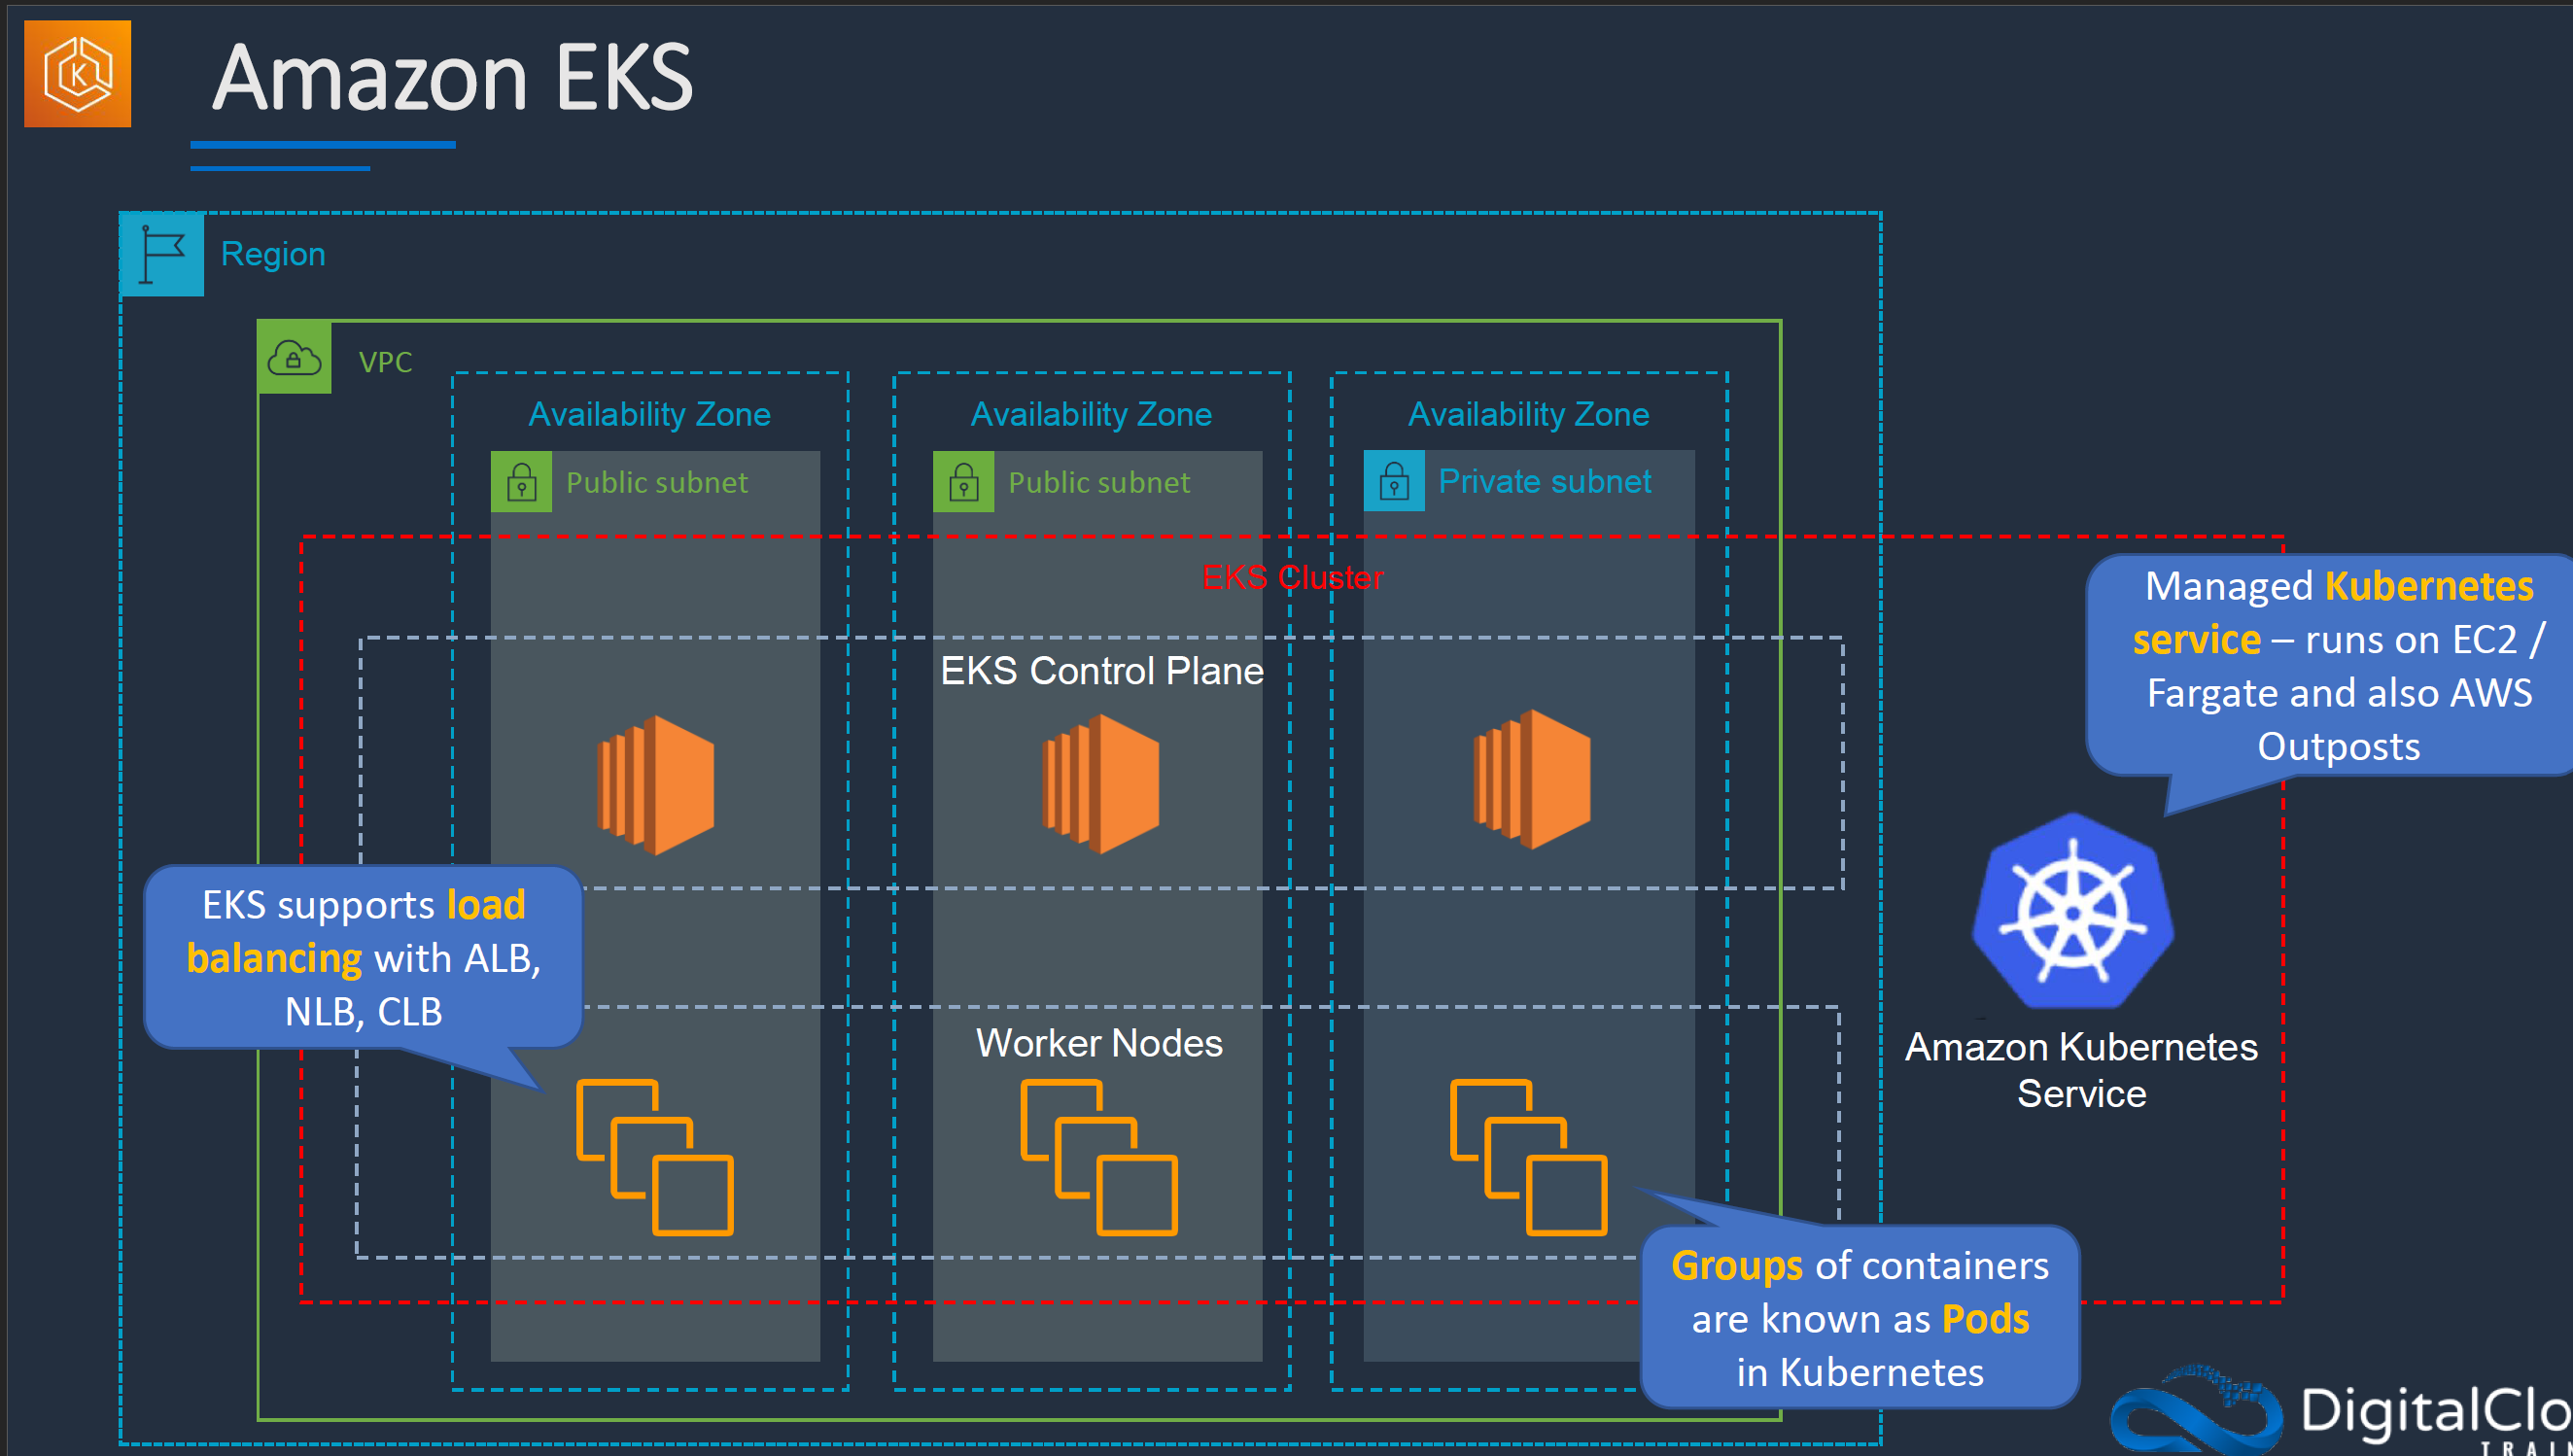 Amazon EKS
Region
VPC
Availability Zone
Availability Zone
Availability Zone
Public subnet
Public subnet
Private subnet
EKS Cluster
Managed Kubernetes
service – runs on EC2 /
Fargate and also AWS
Outposts
EKS Control Plane
EKS supports load
balancing with ALB,
NLB, CLB
Worker Nodes
Amazon Kubernetes
Service
Groups of containers
are known as Pods
in Kubernetes
K
DigitalClo
TRAI